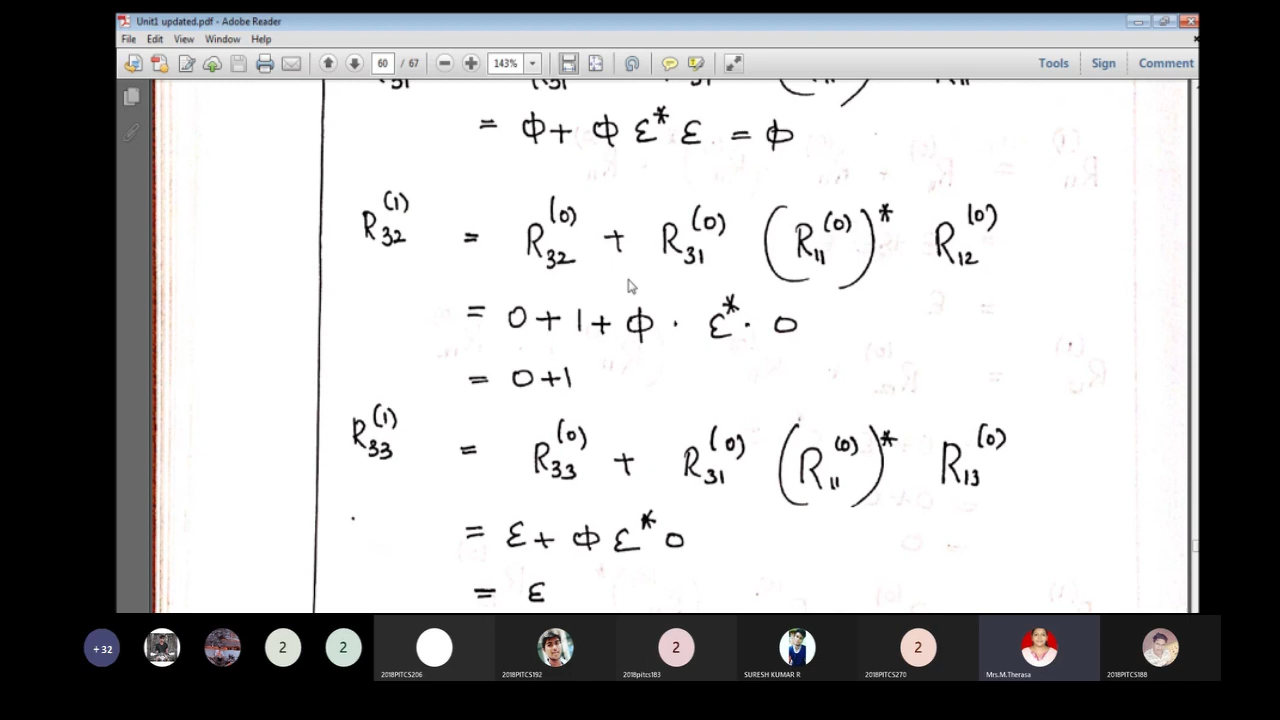 Unit1 updated.pdf - Adobe Reader
File Edit View Window Help
60 / 67 143% Tools Sign Comment
= Φ + Φ ε* ε = Φ
R₃₂⁽¹⁾ = R₃₂⁽⁰⁾ + R₃₁⁽⁰⁾ (R₁₁⁽⁰⁾)* R₁₂⁽⁰⁾
= 0 + 1 + Φ · ε* · 0
= 0 + 1
R₃₃⁽¹⁾ = R₃₃⁽⁰⁾ + R₃₁⁽⁰⁾ (R₁₁⁽⁰⁾)* R₁₃⁽⁰⁾
= ε + Φ ε* 0
= ε
+ 32 2 2 2 2
2018PITCS206 2018PITCS192 2018pitcs183 SURESH KUMAR R 2018PITCS270 Mrs.M.Therasa 2018PITCS188